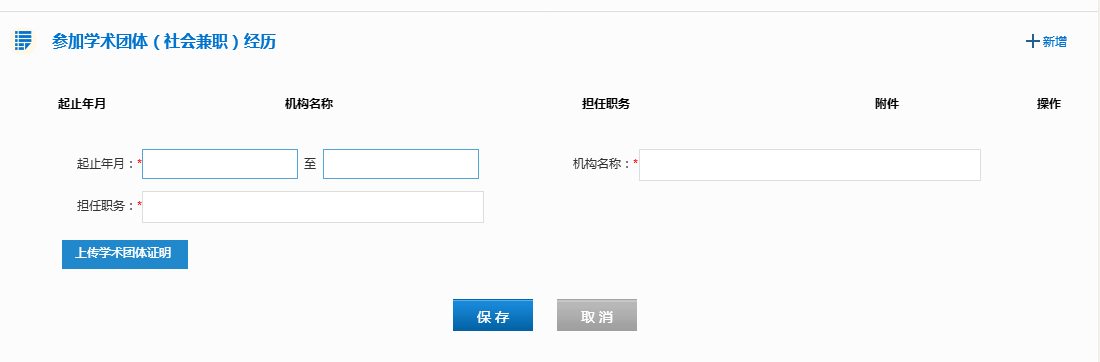 参加学术团体（社会兼职）经历
新增
起止年月 机构名称 担任职务 附件 操作
起止年月：* 至 机构名称：*
担任职务：*
上传学术团体证明
保存 取消